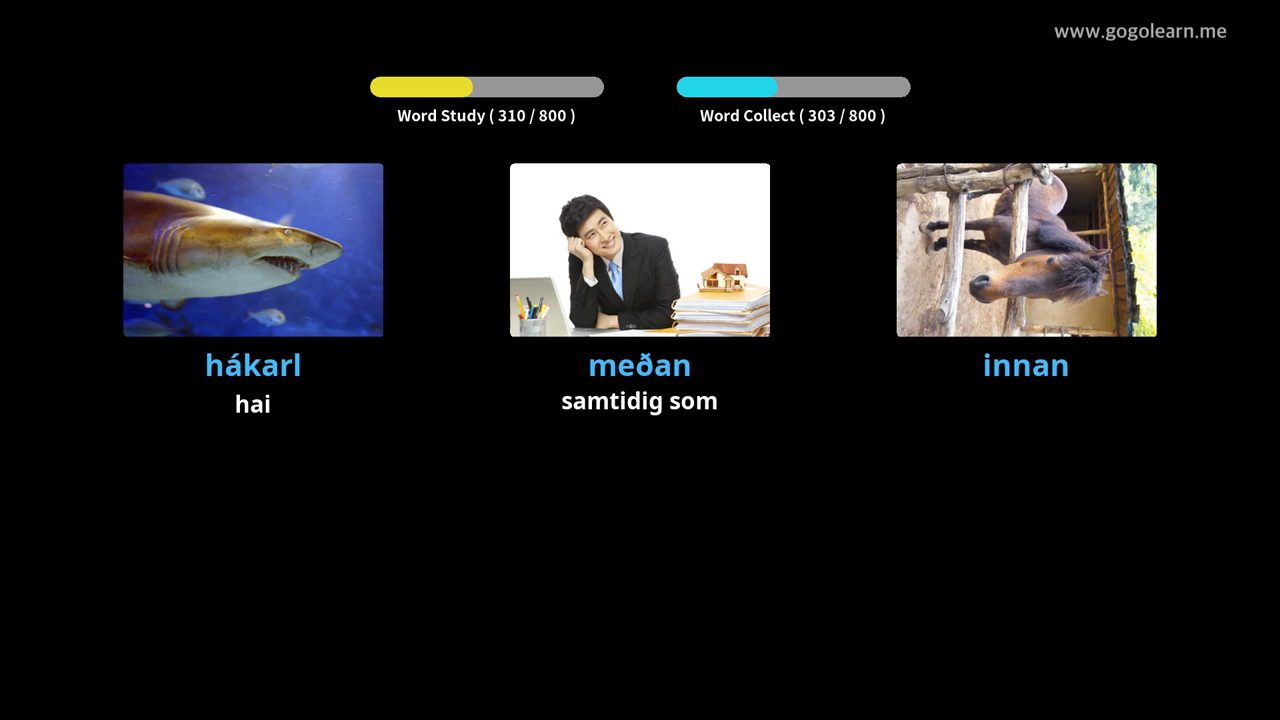 www.gogolearn.me
Word Study ( 310 / 800 )
Word Collect ( 303 / 800 )
hákarl
hai
meðan
samtidig som
innan